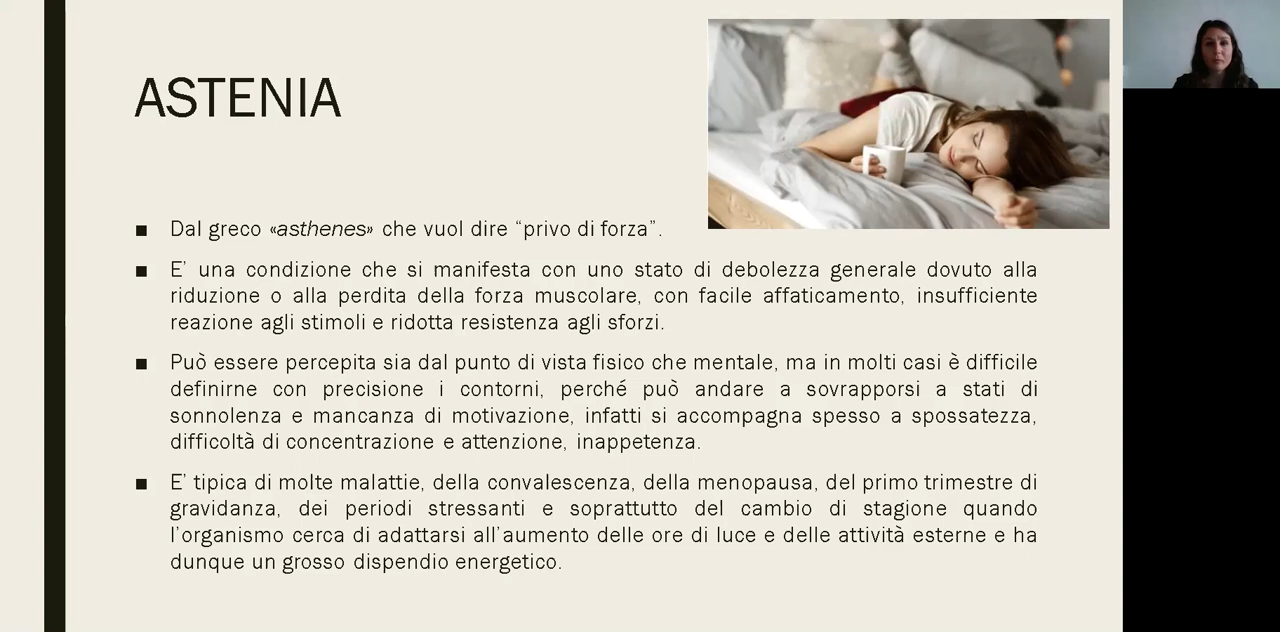 ASTENIA
■ Dal greco «asthenes» che vuol dire “privo di forza”.
■ E’ una condizione che si manifesta con uno stato di debolezza generale dovuto alla
riduzione o alla perdita della forza muscolare, con facile affaticamento, insufficiente
reazione agli stimoli e ridotta resistenza agli sforzi.
■ Può essere percepita sia dal punto di vista fisico che mentale, ma in molti casi è difficile
definirne con precisione i contorni, perché può andare a sovrapporsi a stati di
sonnolenza e mancanza di motivazione, infatti si accompagna spesso a spossatezza,
difficoltà di concentrazione e attenzione, inappetenza.
■ E’ tipica di molte malattie, della convalescenza, della menopausa, del primo trimestre di
gravidanza, dei periodi stressanti e soprattutto del cambio di stagione quando
l’organismo cerca di adattarsi all’aumento delle ore di luce e delle attività esterne e ha
dunque un grosso dispendio energetico.